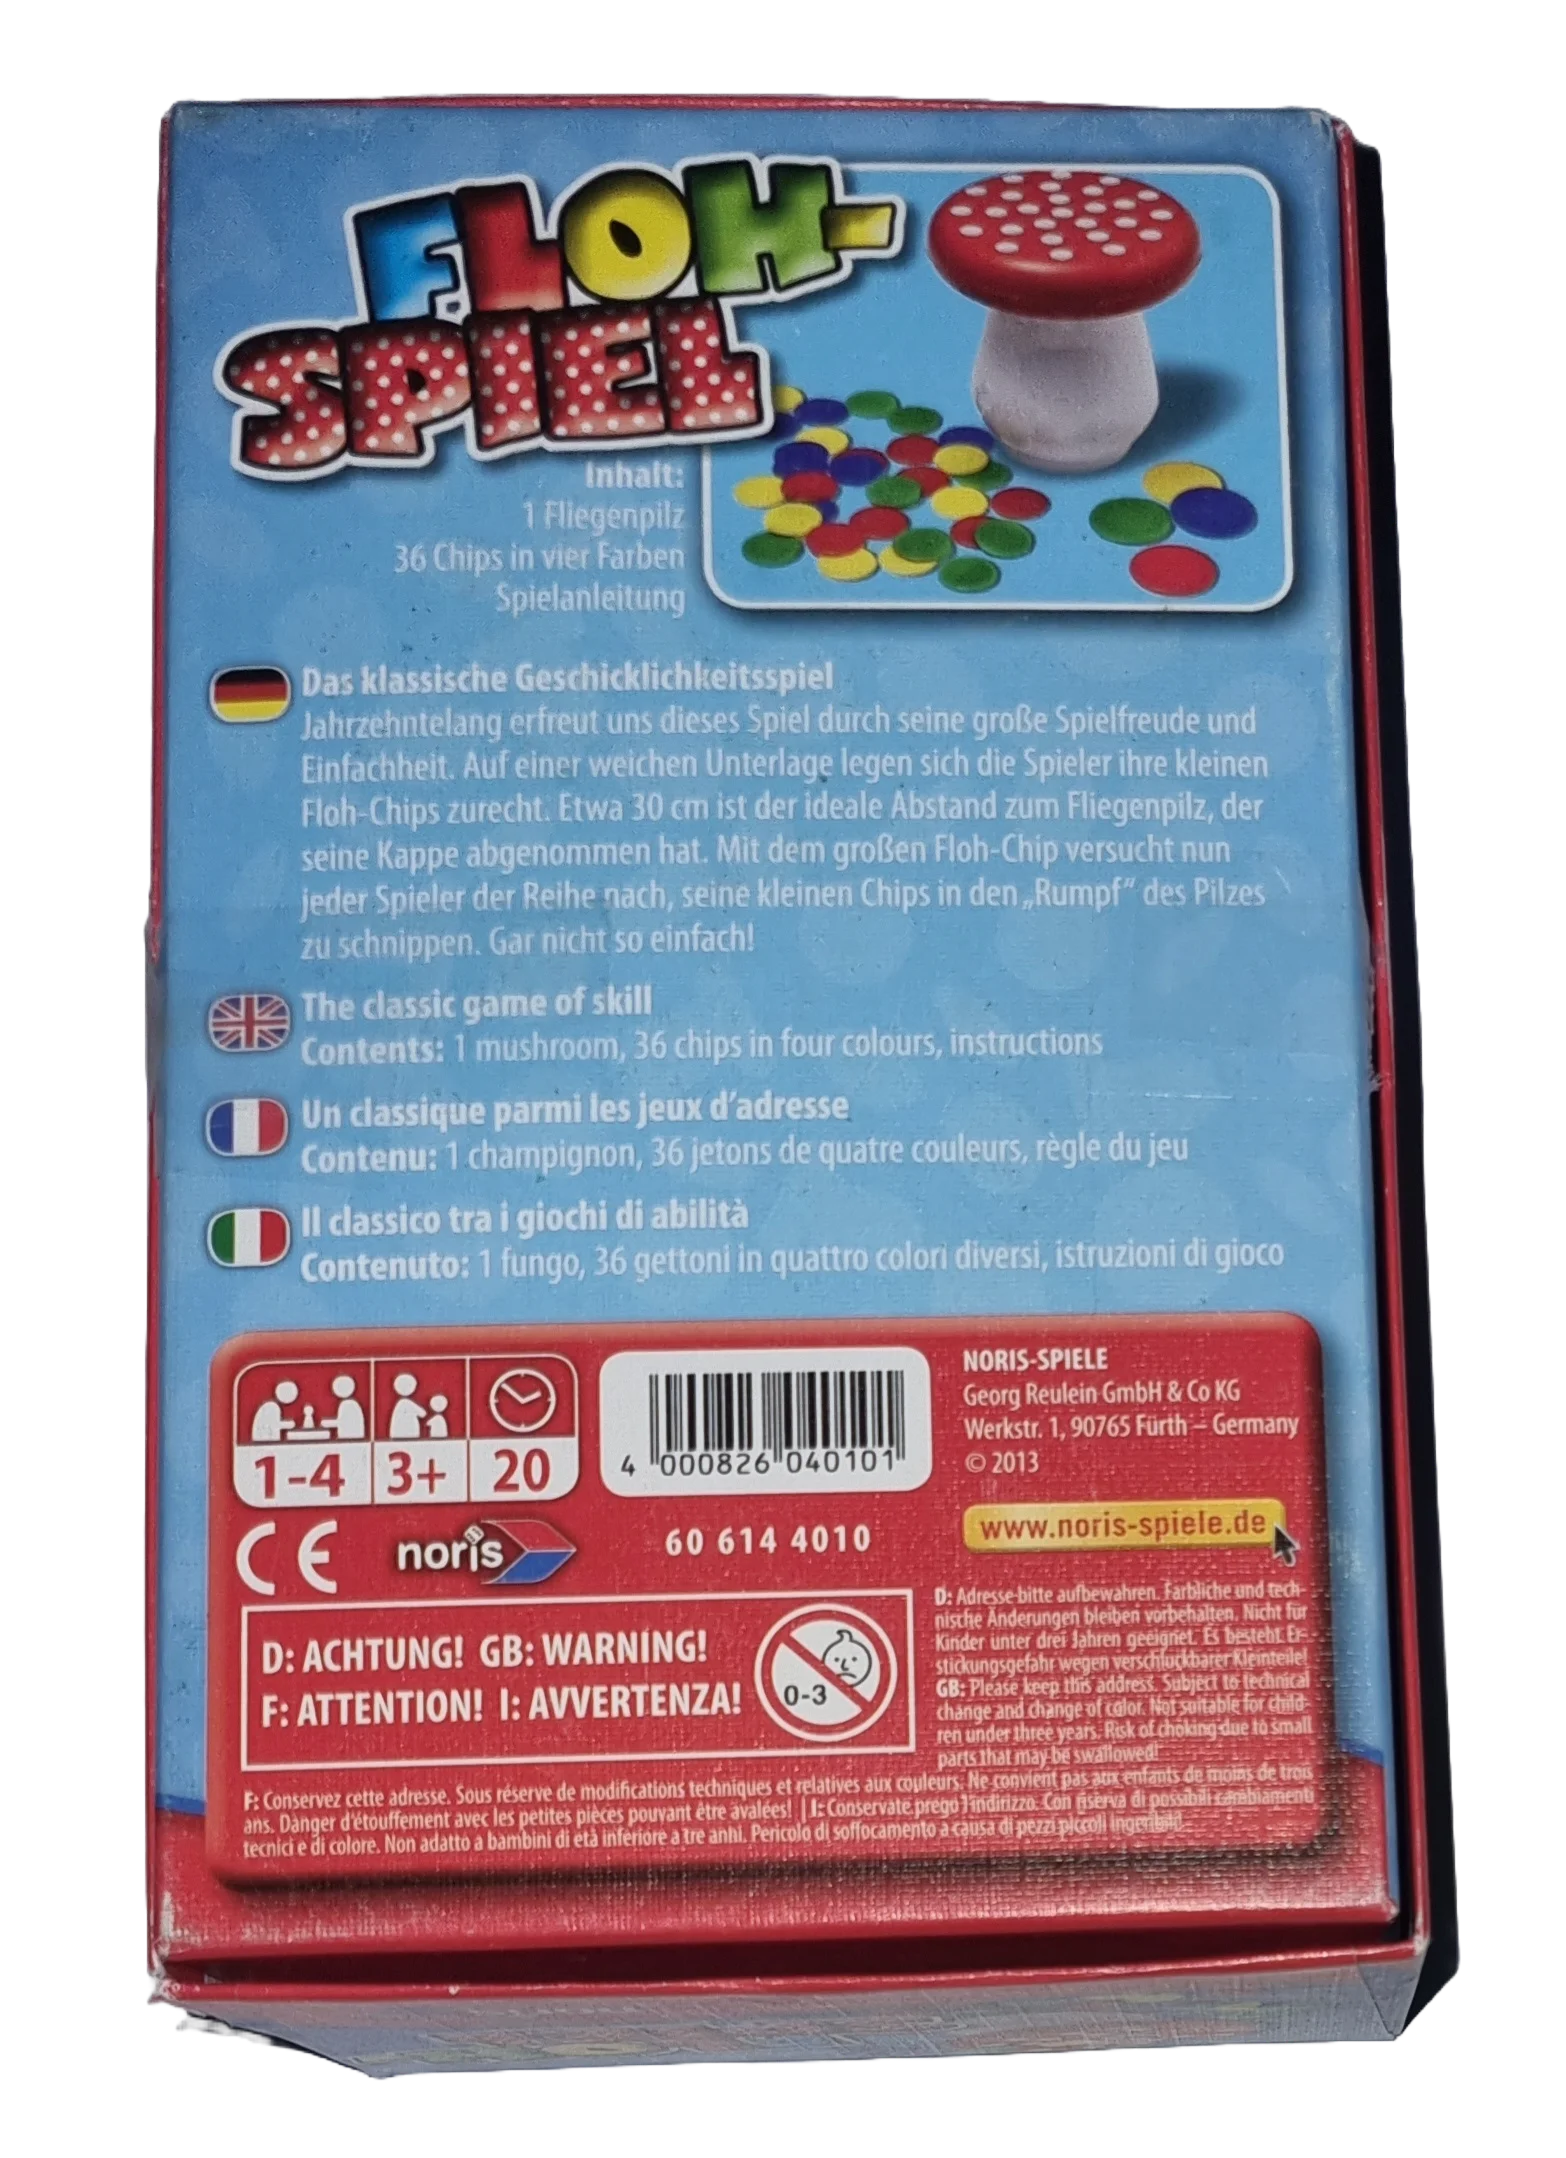 FLOH-
SPIEL
Inhalt:
1 Fliegenpilz
36 Chips in vier Farben
Spielanleitung
Das klassische Geschicklichkeitsspiel
Jahrzehntelang erfreut uns dieses Spiel durch seine große Spielfreude und
Einfachheit. Auf einer weichen Unterlage legen sich die Spieler ihre kleinen
Floh-Chips zurecht. Etwa 30 cm ist der ideale Abstand zum Fliegenpilz, der
seine Kappe abgenommen hat. Mit dem großen Floh-Chip versucht nun
jeder Spieler der Reihe nach, seine kleinen Chips in den „Rumpf“ des Pilzes
zu schnippen. Gar nicht so einfach!
The classic game of skill
Contents: 1 mushroom, 36 chips in four colours, instructions
Un classique parmi les jeux d'adresse
Contenu: 1 champignon, 36 jetons de quatre couleurs, règle du jeu
Il classico tra i giochi di abilità
Contenuto: 1 fungo, 36 gettoni in quattro colori diversi, istruzioni di gioco
1-4 3+ 20
4 000826 040101
NORIS-SPIELE
Georg Reulein GmbH & Co KG
Werkstr. 1, 90765 Fürth – Germany
© 2013
CE noris
60 614 4010
www.noris-spiele.de
D: ACHTUNG! GB: WARNING!
F: ATTENTION! I: AVVERTENZA!
0-3
D: Adresse bitte aufbewahren. Farbliche und tech-
nische Änderungen bleiben vorbehalten. Nicht für
Kinder unter drei Jahren geeignet. Es besteht Er-
stickungsgefahr wegen verschluckbarer Kleinteile!
GB: Please keep this address. Subject to technical
change and change of color. Not suitable for child-
ren under three years. Risk of choking due to small
parts that may be swallowed!
F: Conservez cette adresse. Sous réserve de modifications techniques et relatives aux couleurs. Ne convient pas aux enfants de moins de trois
ans. Danger d'étouffement avec les petites pièces pouvant être avalées! | I: Conservate prego l'indirizzo. Con riserva di possibili cambiamenti
tecnici e di colore. Non adatto a bambini di età inferiore a tre anni. Pericolo di soffocamento a causa di pezzi piccoli ingeribili!